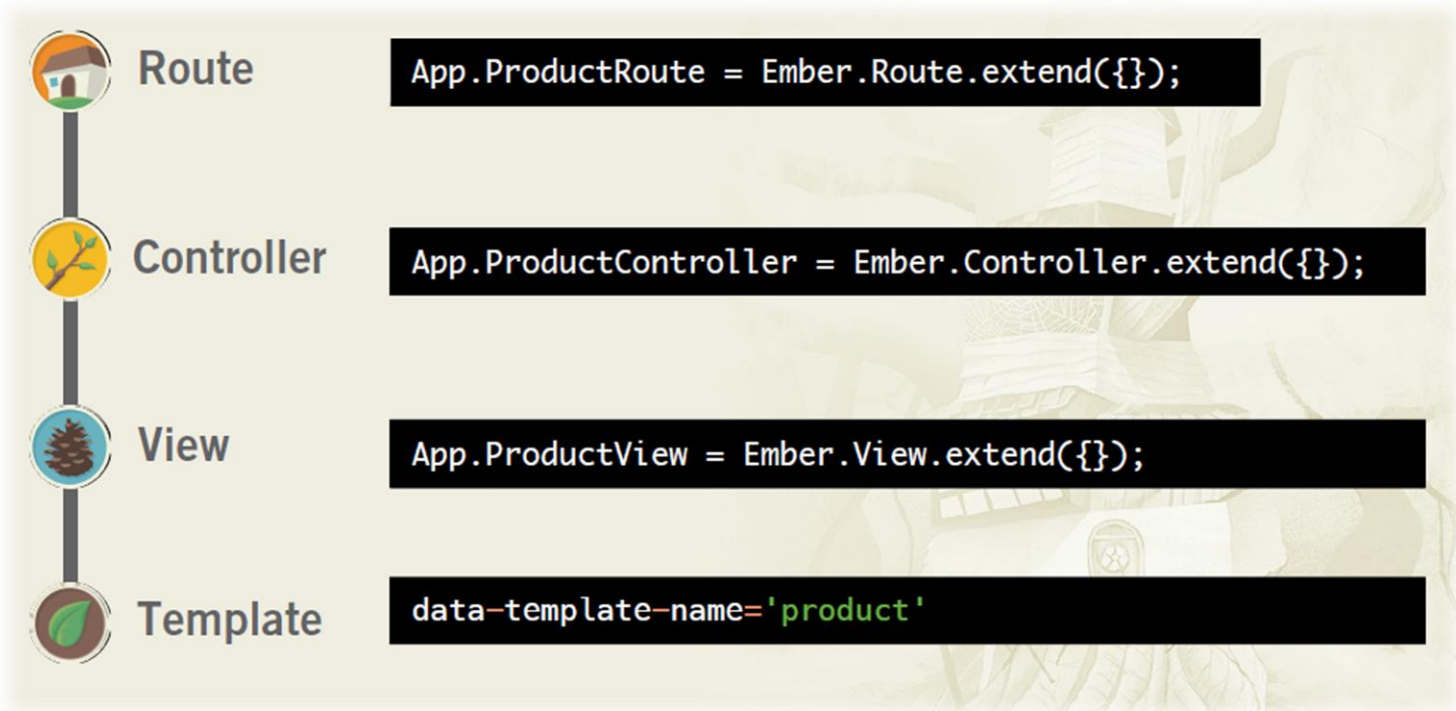 Route
App.ProductRoute = Ember.Route.extend({});
Controller
App.ProductController = Ember.Controller.extend({});
View
App.ProductView = Ember.View.extend({});
Template
data-template-name='product'